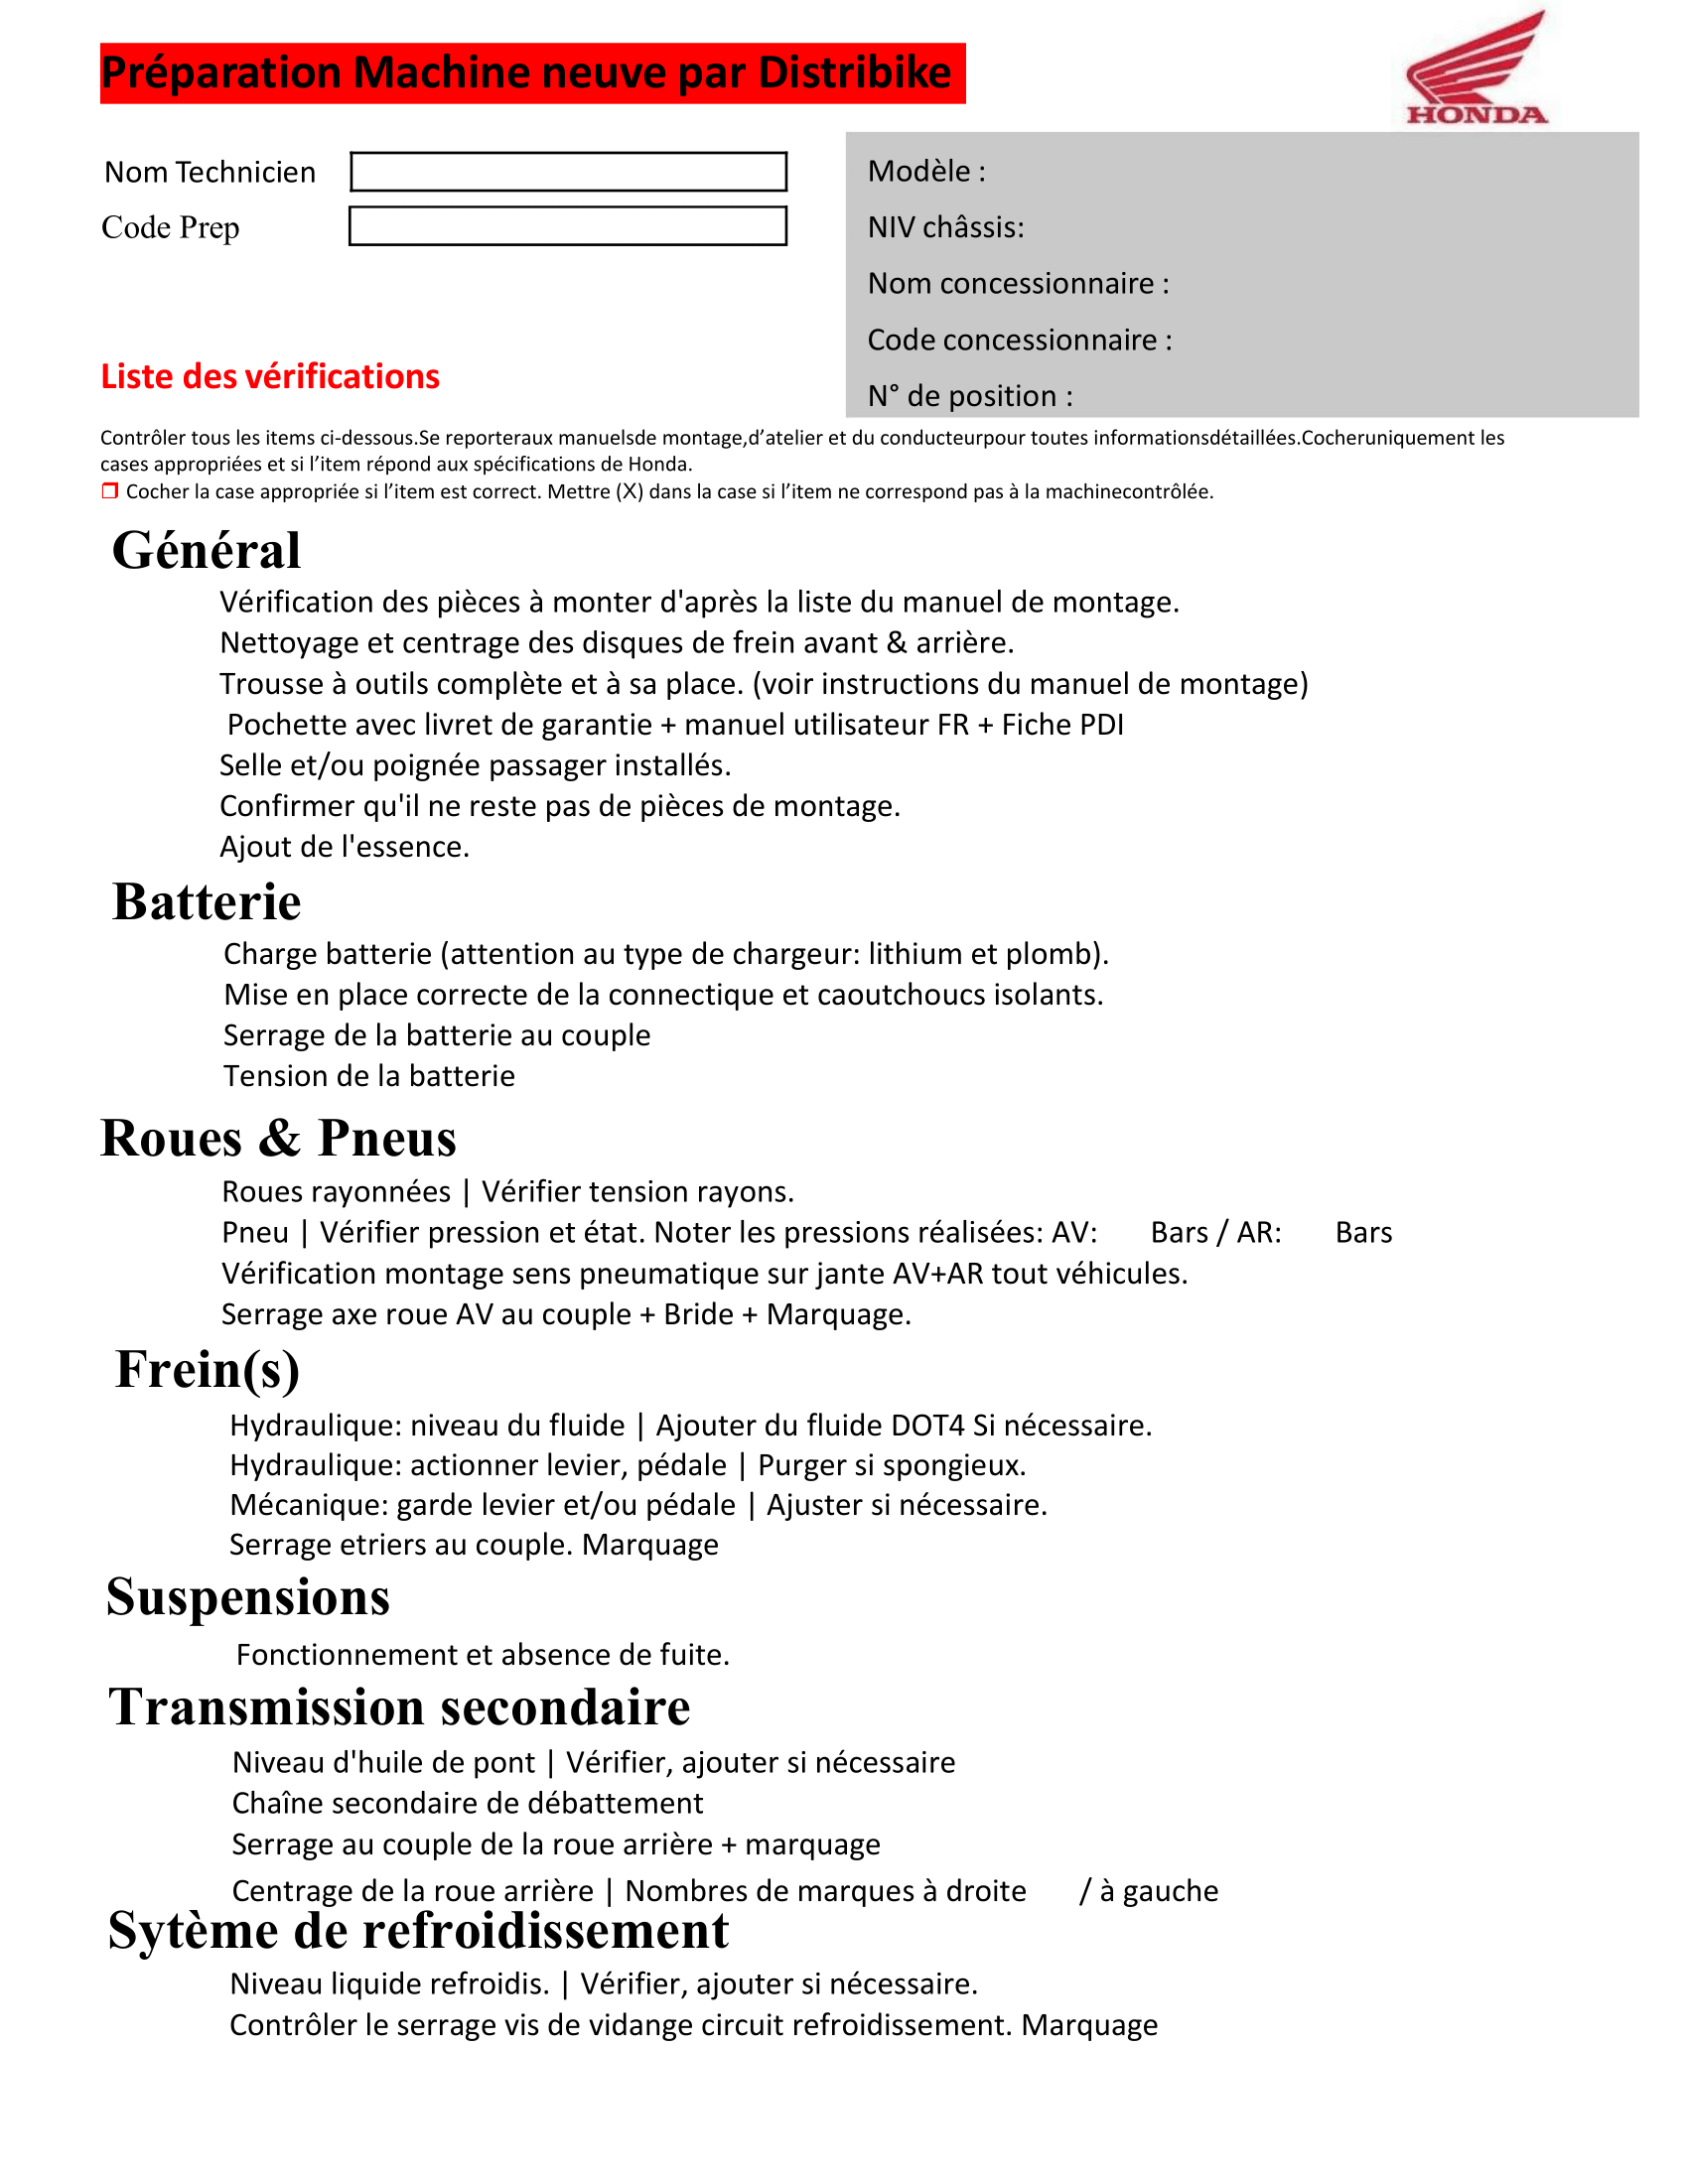 Préparation Machine neuve par Distribike
HONDA
Nom Technicien
Code Prep
Modèle :
NIV châssis:
Nom concessionnaire :
Code concessionnaire :
N° de position :
Liste des vérifications
Contrôler tous les items ci-dessous.Se reporteraux manuelsde montage,d’atelier et du conducteurpour toutes informationsdétaillées.Cocheruniquement les
cases appropriées et si l’item répond aux spécifications de Honda.
❒ Cocher la case appropriée si l’item est correct. Mettre (X) dans la case si l’item ne correspond pas à la machinecontrôlée.
Général
Vérification des pièces à monter d'après la liste du manuel de montage.
Nettoyage et centrage des disques de frein avant & arrière.
Trousse à outils complète et à sa place. (voir instructions du manuel de montage)
Pochette avec livret de garantie + manuel utilisateur FR + Fiche PDI
Selle et/ou poignée passager installés.
Confirmer qu'il ne reste pas de pièces de montage.
Ajout de l'essence.
Batterie
Charge batterie (attention au type de chargeur: lithium et plomb).
Mise en place correcte de la connectique et caoutchoucs isolants.
Serrage de la batterie au couple
Tension de la batterie
Roues & Pneus
Roues rayonnées | Vérifier tension rayons.
Pneu | Vérifier pression et état. Noter les pressions réalisées: AV: Bars / AR: Bars
Vérification montage sens pneumatique sur jante AV+AR tout véhicules.
Serrage axe roue AV au couple + Bride + Marquage.
Frein(s)
Hydraulique: niveau du fluide | Ajouter du fluide DOT4 Si nécessaire.
Hydraulique: actionner levier, pédale | Purger si spongieux.
Mécanique: garde levier et/ou pédale | Ajuster si nécessaire.
Serrage etriers au couple. Marquage
Suspensions
Fonctionnement et absence de fuite.
Transmission secondaire
Niveau d'huile de pont | Vérifier, ajouter si nécessaire
Chaîne secondaire de débattement
Serrage au couple de la roue arrière + marquage
Centrage de la roue arrière | Nombres de marques à droite / à gauche
Sytème de refroidissement
Niveau liquide refroidis. | Vérifier, ajouter si nécessaire.
Contrôler le serrage vis de vidange circuit refroidissement. Marquage